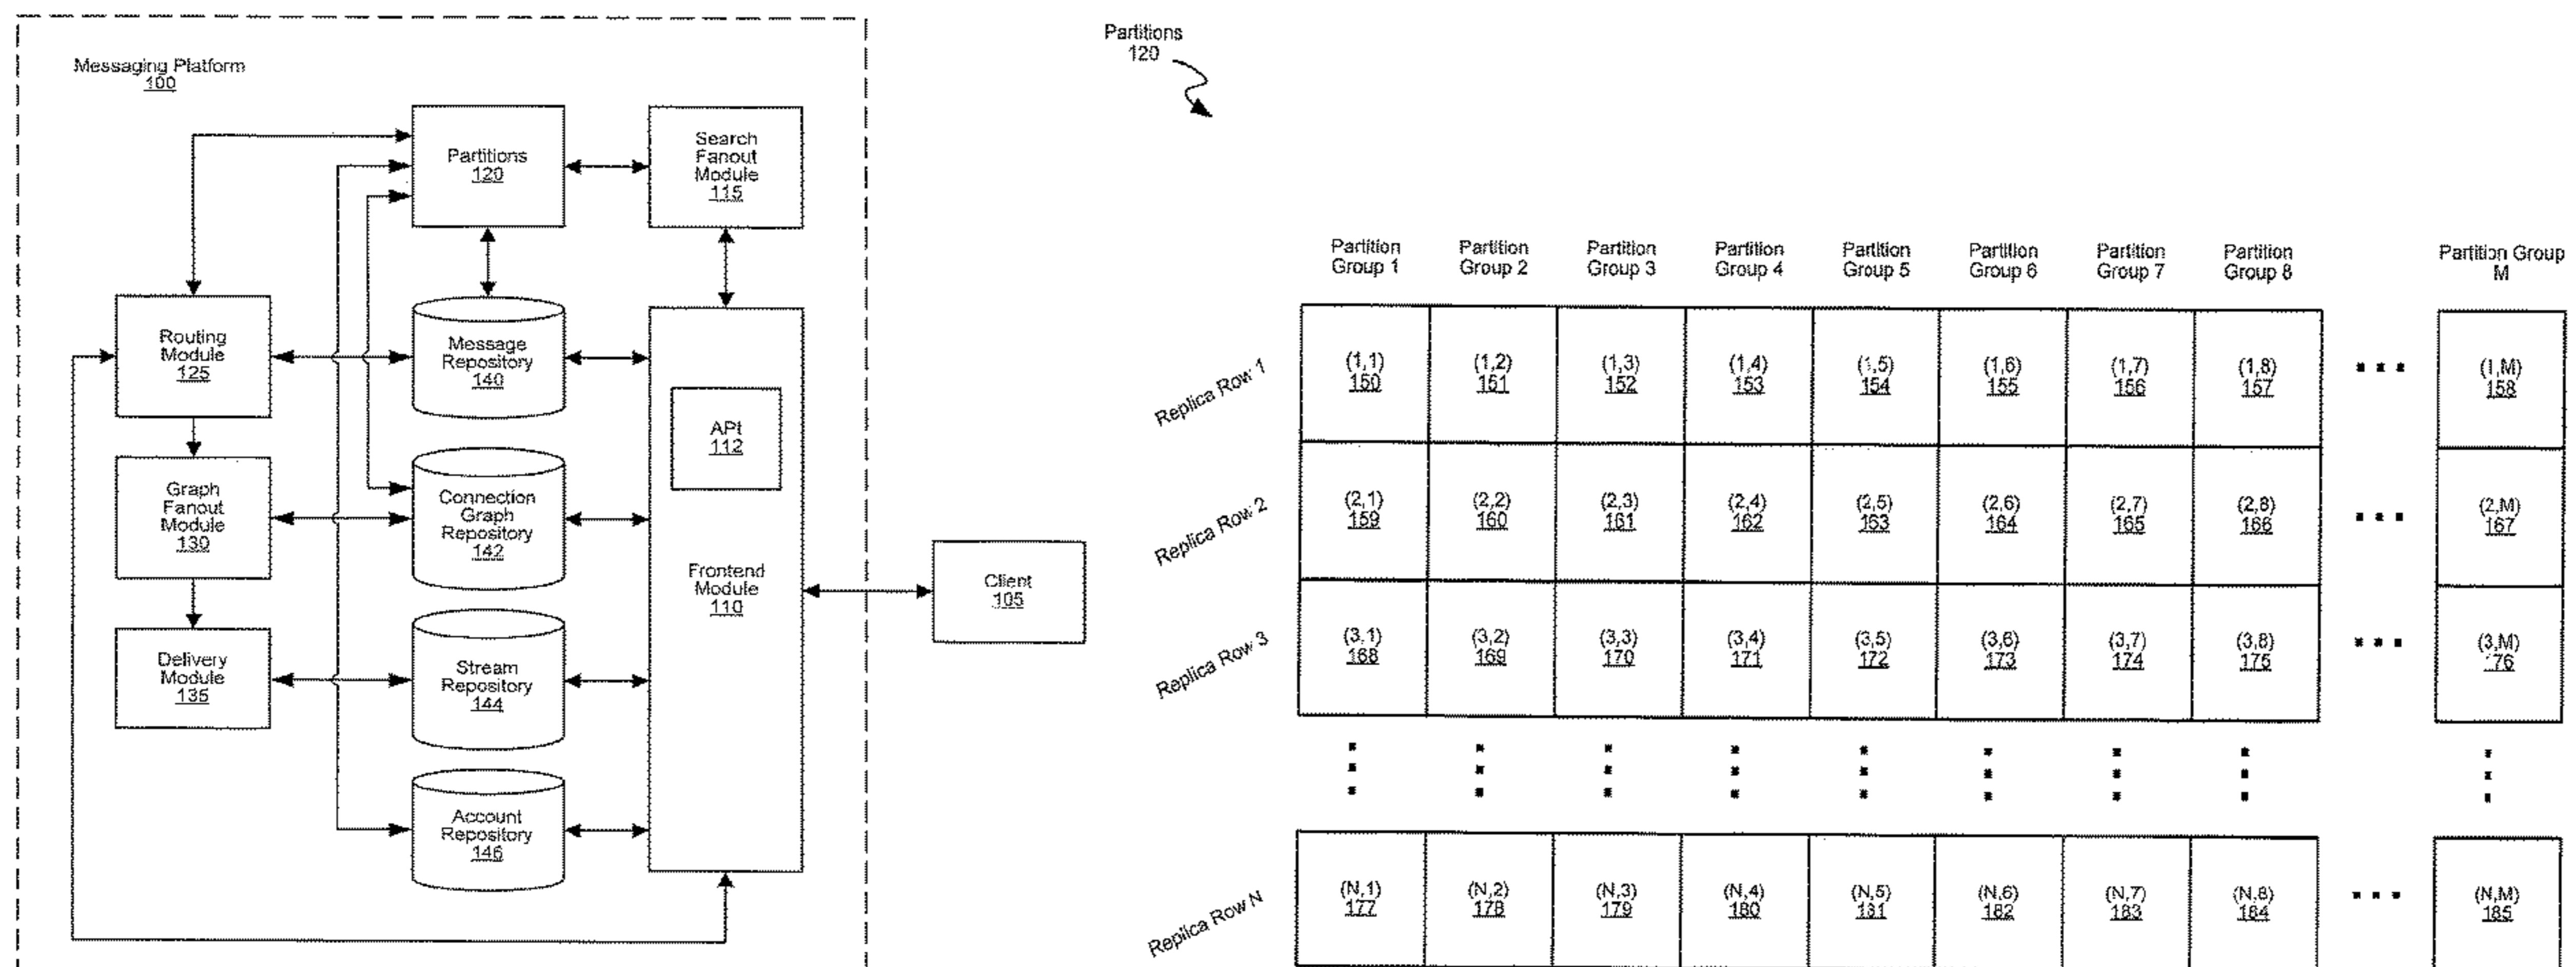 Messaging Platform
100
Partitions
120
Search
Fanout
Module
115
Routing
Module
125
Message
Repository
140
API
112
Graph
Fanout
Module
130
Connection
Graph
Repository
142
Frontend
Module
110
Client
105
Delivery
Module
135
Stream
Repository
144
Account
Repository
146
Partitions
120
Partition
Group 1
Partition
Group 2
Partition
Group 3
Partition
Group 4
Partition
Group 5
Partition
Group 6
Partition
Group 7
Partition
Group 8
Partition Group
M
Replica Row 1
(1,1)
150
(1,2)
151
(1,3)
152
(1,4)
153
(1,5)
154
(1,6)
155
(1,7)
156
(1,8)
157
(1,M)
158
Replica Row 2
(2,1)
159
(2,2)
160
(2,3)
161
(2,4)
162
(2,5)
163
(2,6)
164
(2,7)
165
(2,8)
166
(2,M)
167
Replica Row 3
(3,1)
168
(3,2)
169
(3,3)
170
(3,4)
171
(3,5)
172
(3,6)
173
(3,7)
174
(3,8)
175
(3,M)
176
Replica Row N
(N,1)
177
(N,2)
178
(N,3)
179
(N,4)
180
(N,5)
181
(N,6)
182
(N,7)
183
(N,8)
184
(N,M)
185